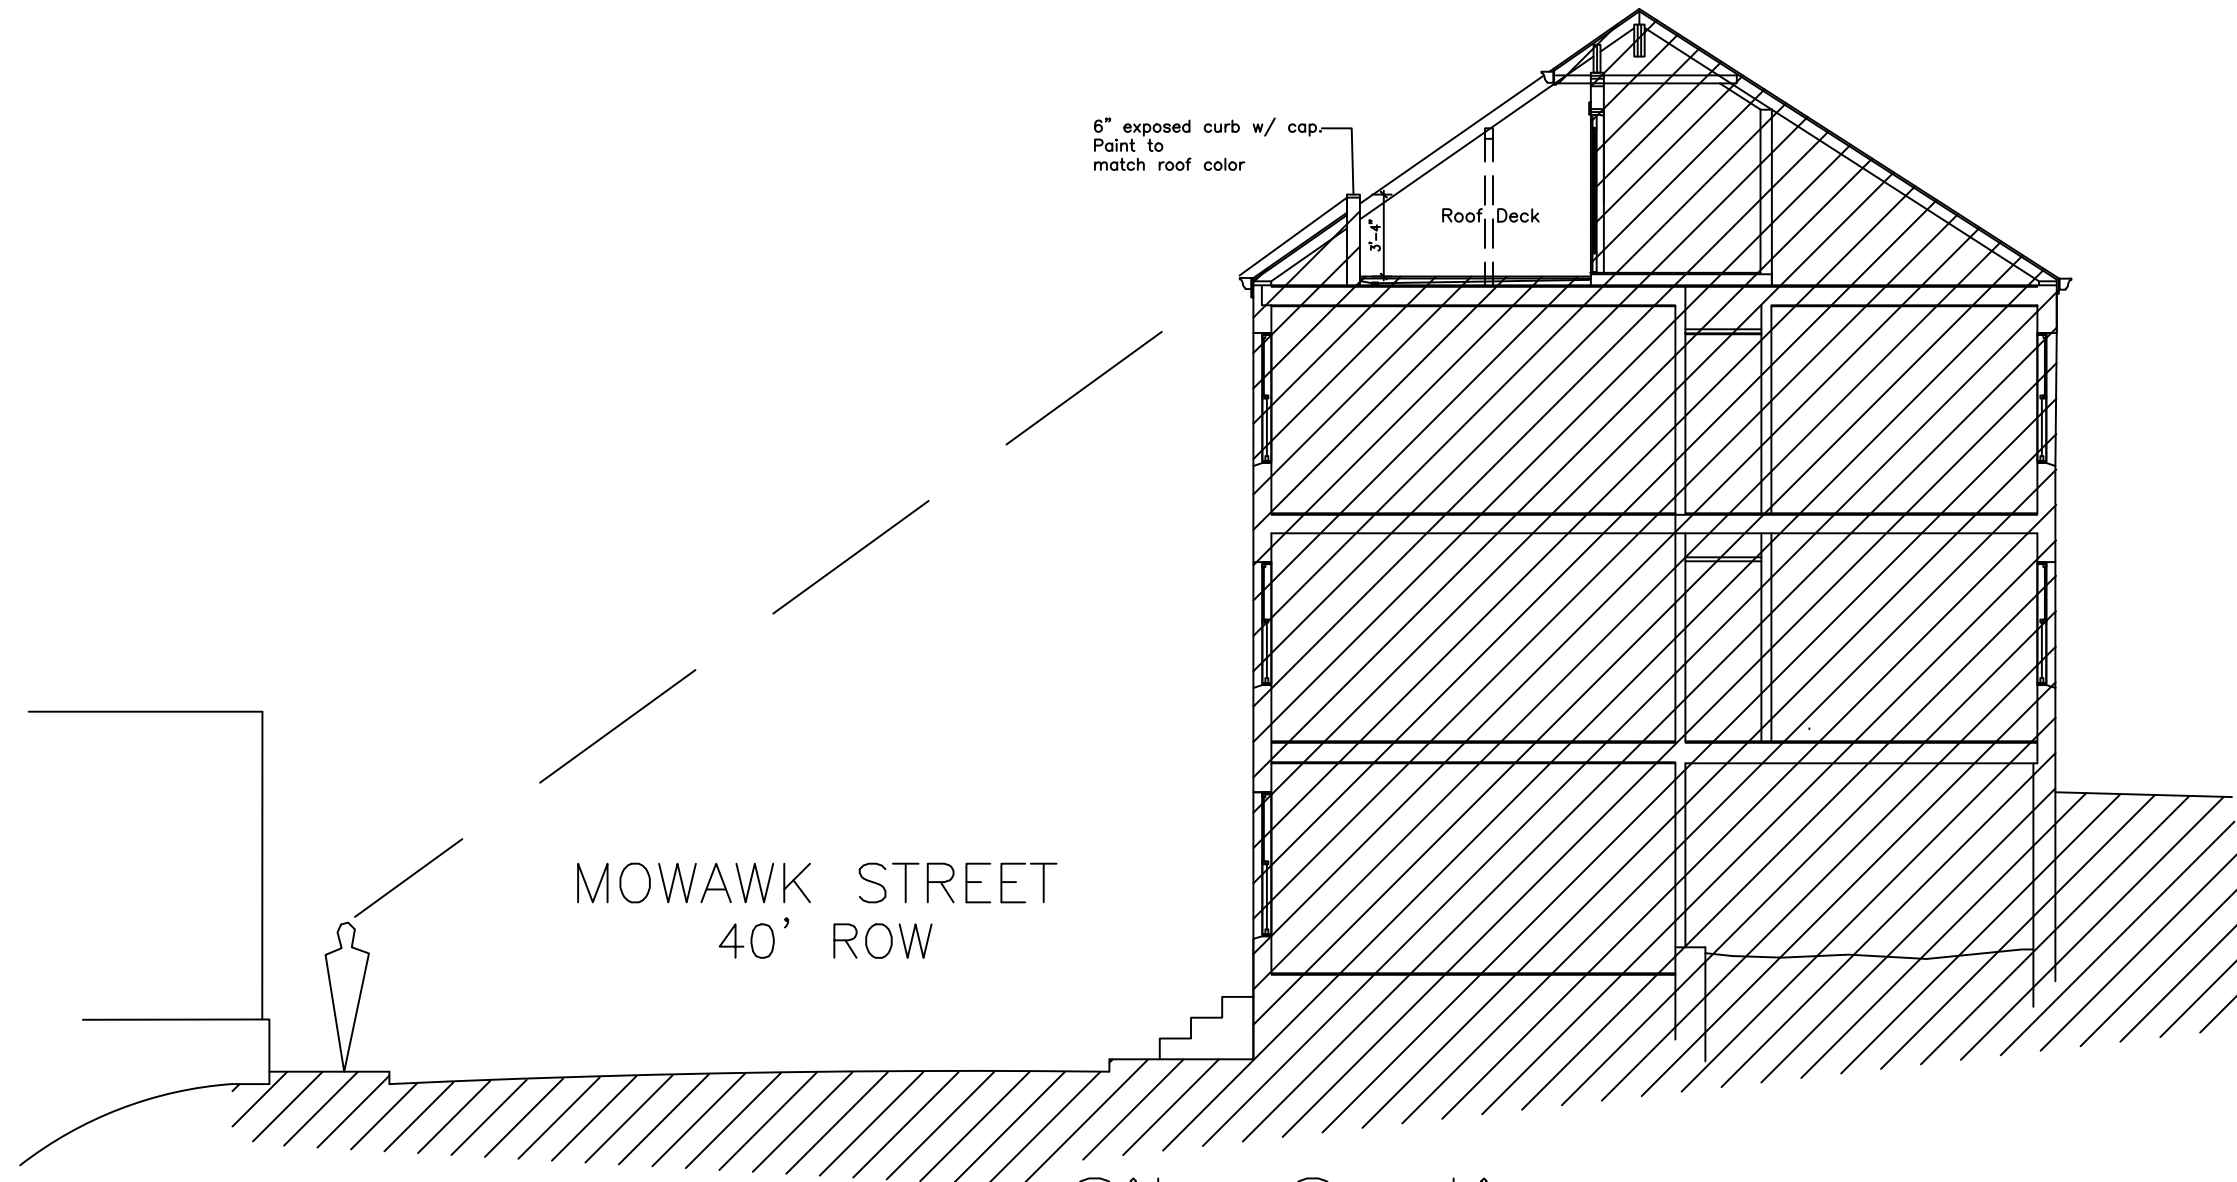 6" exposed curb w/ cap.
Paint to
match roof color
Roof Deck
3'-4"
MOWAWK STREET
40' ROW